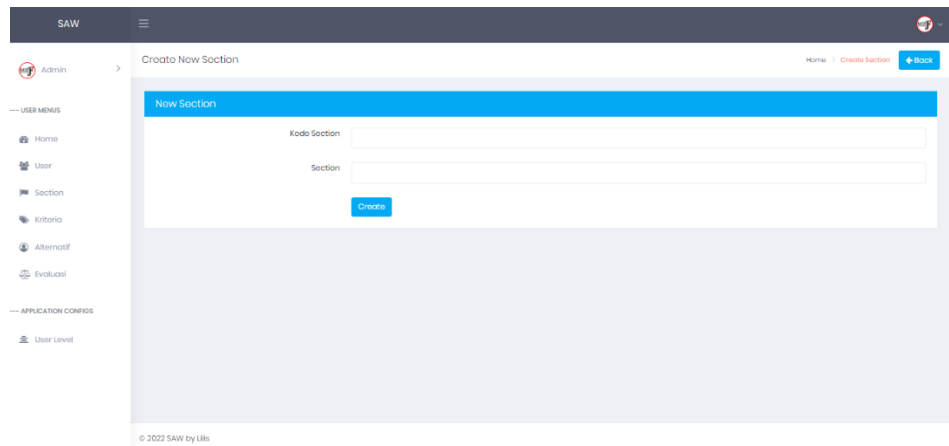 SAW
Admin
Create New Section
Home > Create Section
Back
--- USER MENUS
Home
User
Section
Kriteria
Alternatif
Evaluasi
--- APPLICATION CONFIGS
User Level
New Section
Kode Section
Section
Create
© 2022 SAW by Lilis